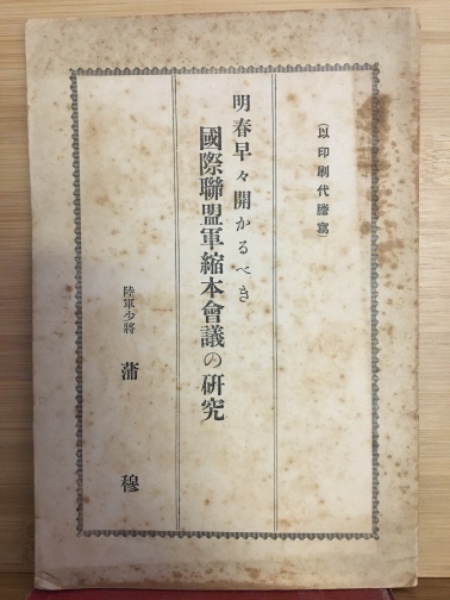 (以印刷代謄寫)
明春早々開かるべき
國際聯盟軍縮本會議の研究
陸軍少將 蒲 穆